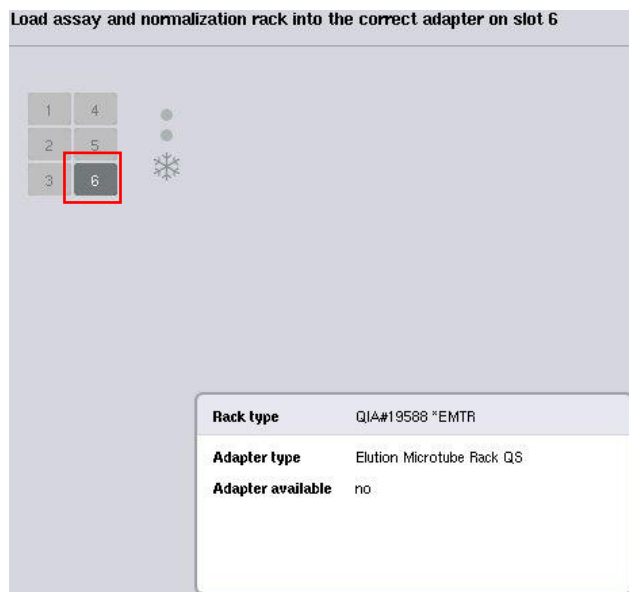 Load assay and normalization rack into the correct adapter on slot 6
1 4
2 5
3 6
Rack type QIA#19588 *EMTR
Adapter type Elution Microtube Rack QS
Adapter available no